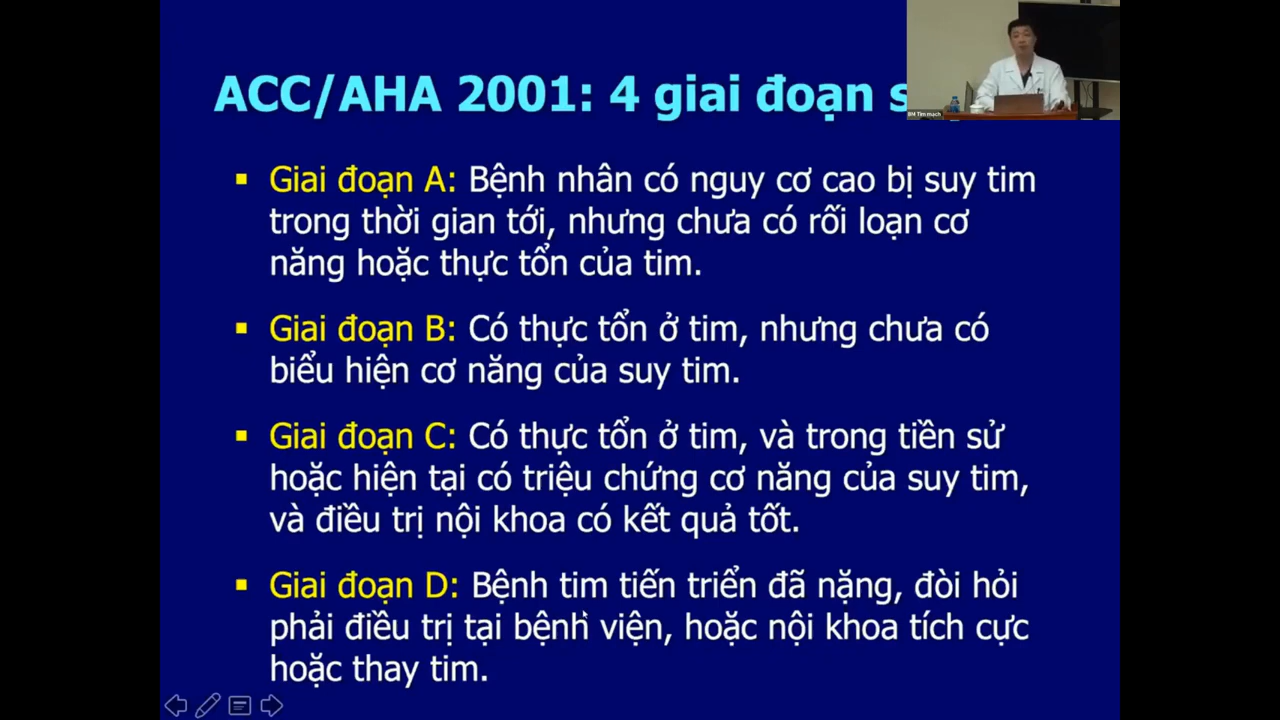 ACC/AHA 2001: 4 giai đoạn
BM Tim mạch
▪ Giai đoạn A: Bệnh nhân có nguy cơ cao bị suy tim
trong thời gian tới, nhưng chưa có rối loạn cơ
năng hoặc thực tổn của tim.
▪ Giai đoạn B: Có thực tổn ở tim, nhưng chưa có
biểu hiện cơ năng của suy tim.
▪ Giai đoạn C: Có thực tổn ở tim, và trong tiền sử
hoặc hiện tại có triệu chứng cơ năng của suy tim,
và điều trị nội khoa có kết quả tốt.
▪ Giai đoạn D: Bệnh tim tiến triển đã nặng, đòi hỏi
phải điều trị tại bệnh viện, hoặc nội khoa tích cực
hoặc thay tim.